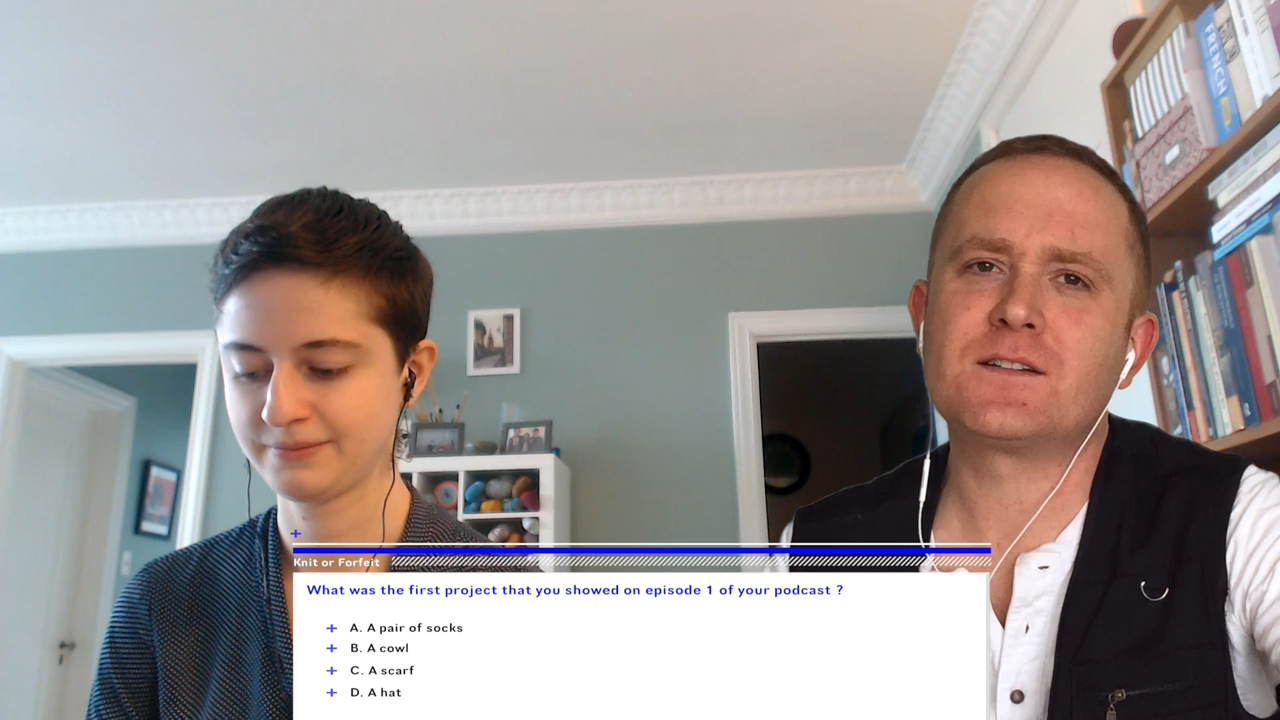 FRENCH
Knit or Forfeit
What was the first project that you showed on episode 1 of your podcast ?
+ A. A pair of socks
+ B. A cowl
+ C. A scarf
+ D. A hat